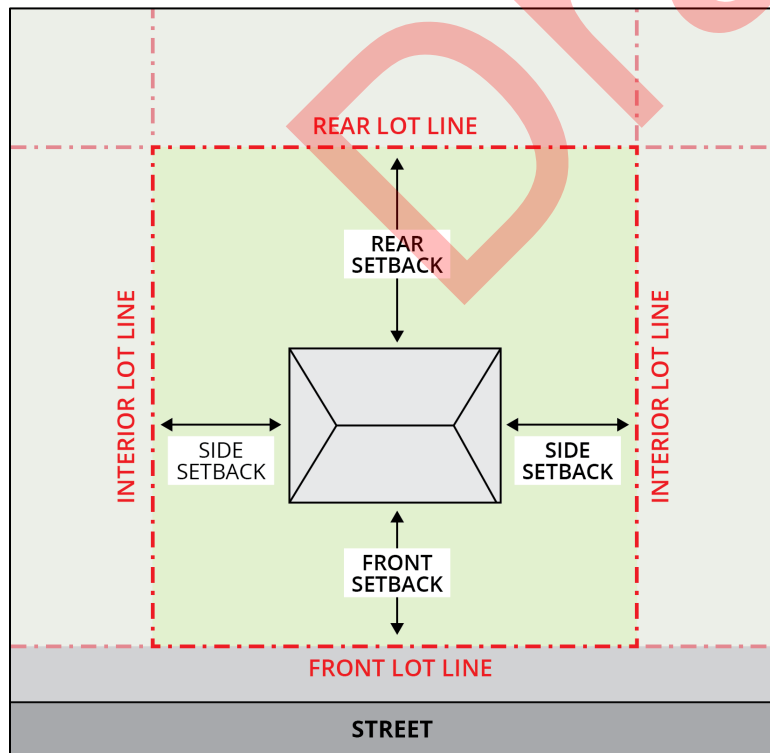 REAR LOT LINE
REAR
SETBACK
INTERIOR LOT LINE
INTERIOR LOT LINE
SIDE
SETBACK
SIDE
SETBACK
FRONT
SETBACK
FRONT LOT LINE
STREET